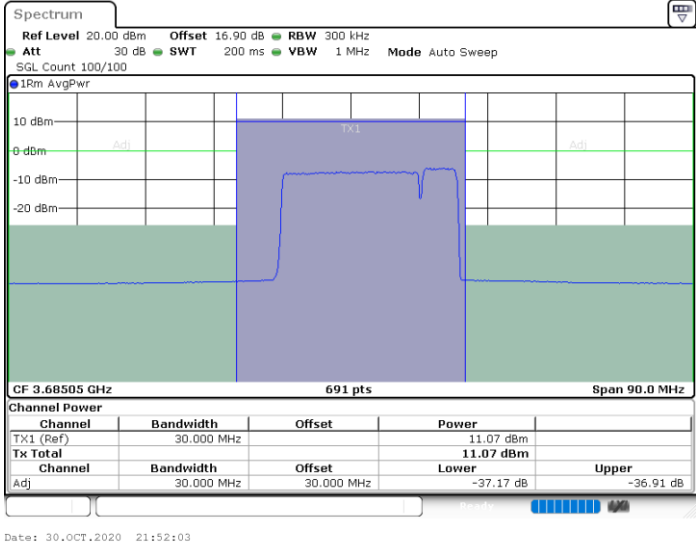 Spectrum
Ref Level 20.00 dBm Offset 16.90 dB RBW 300 kHz
Att 30 dB SWT 200 ms VBW 1 MHz Mode Auto Sweep
SGL Count 100/100
1Rm AvgPwr
10 dBm
TX1
Adj
Adj
0 dBm
-10 dBm
-20 dBm
CF 3.68505 GHz 691 pts Span 90.0 MHz
Channel Power
Channel Bandwidth Offset Power
TX1 (Ref) 30.000 MHz 11.07 dBm
Tx Total 11.07 dBm
Channel Bandwidth Offset Lower Upper
Adj 30.000 MHz 30.000 MHz -37.17 dB -36.91 dB
Ready
Date: 30.OCT.2020 21:52:03